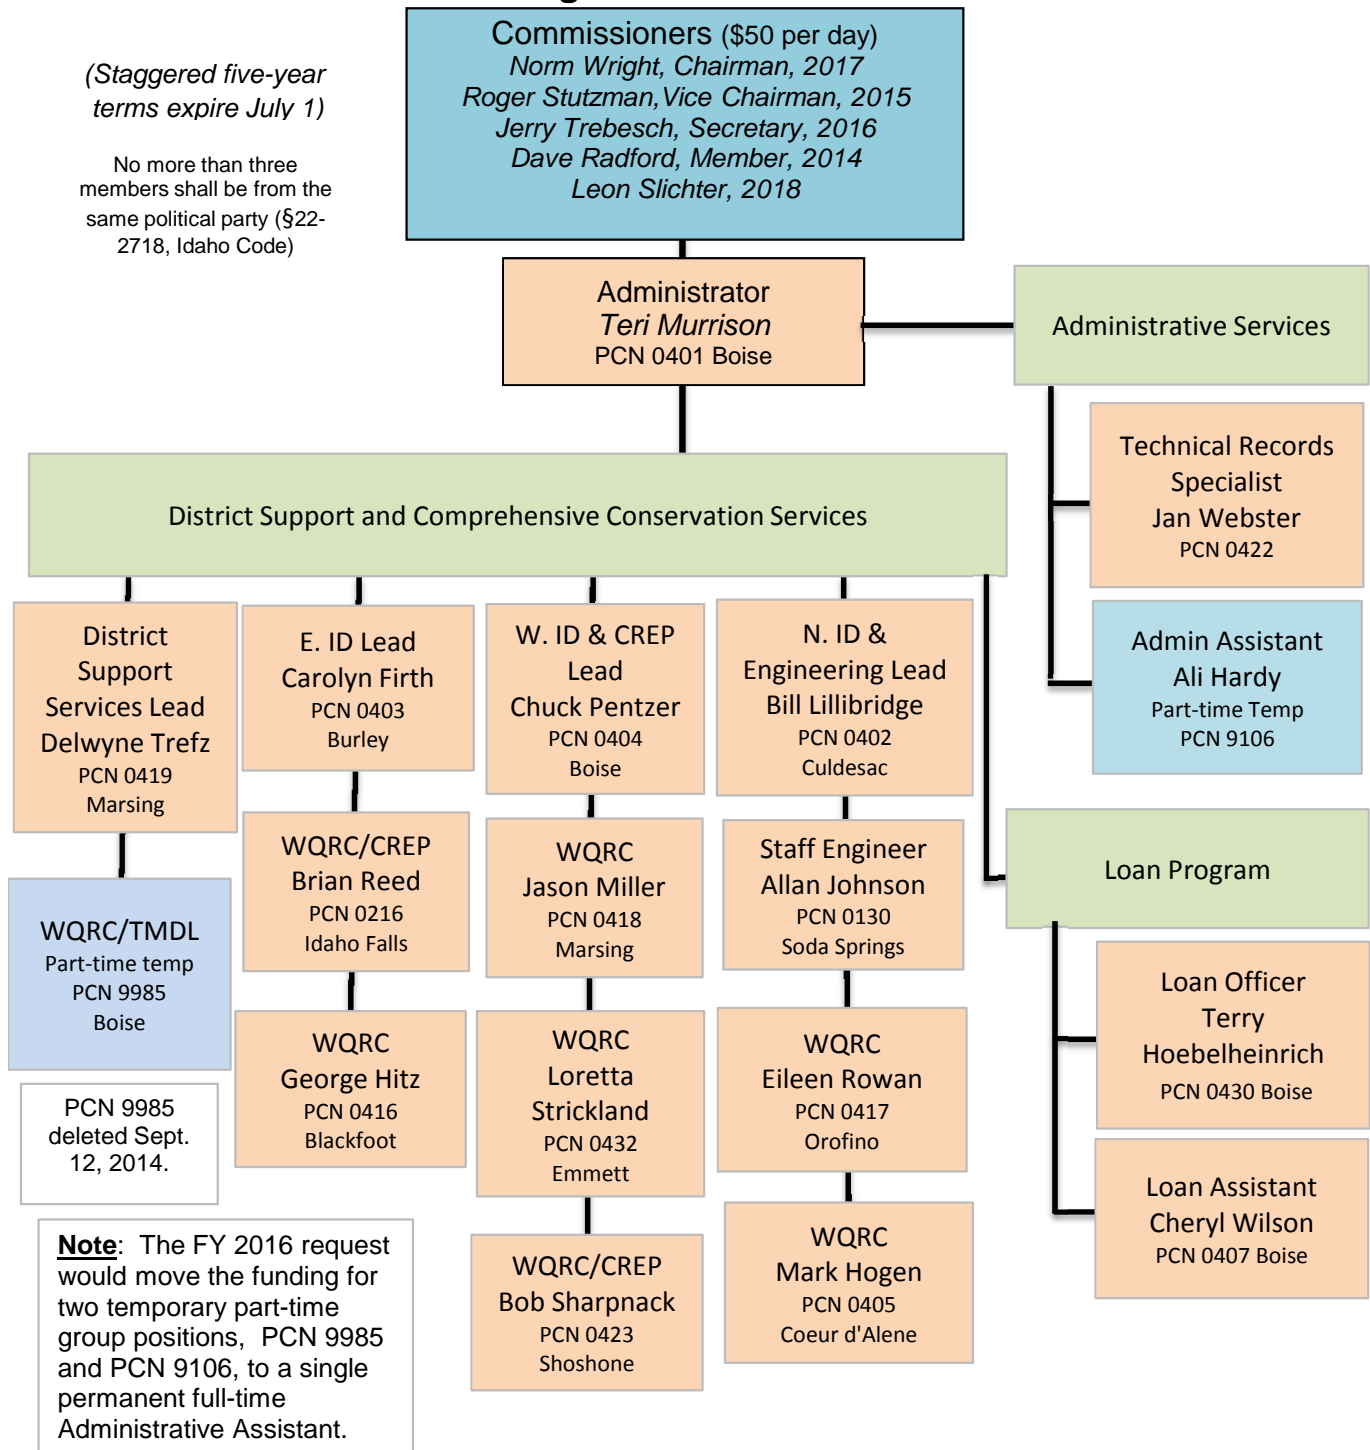 Commissioners ($50 per day)
Norm Wright, Chairman, 2017
Roger Stutzman,Vice Chairman, 2015
Jerry Trebesch, Secretary, 2016
Dave Radford, Member, 2014
Leon Slichter, 2018
(Staggered five-year
terms expire July 1)
No more than three
members shall be from the
same political party (§22-
2718, Idaho Code)
Administrator
Teri Murrison
PCN 0401 Boise
Administrative Services
Technical Records
Specialist
Jan Webster
PCN 0422
Admin Assistant
Ali Hardy
Part-time Temp
PCN 9106
District Support and Comprehensive Conservation Services
District
Support
Services Lead
Delwyne Trefz
PCN 0419
Marsing
WQRC/TMDL
Part-time temp
PCN 9985
Boise
PCN 9985
deleted Sept.
12, 2014.
E. ID Lead
Carolyn Firth
PCN 0403
Burley
WQRC/CREP
Brian Reed
PCN 0216
Idaho Falls
WQRC
George Hitz
PCN 0416
Blackfoot
W. ID & CREP
Lead
Chuck Pentzer
PCN 0404
Boise
WQRC
Jason Miller
PCN 0418
Marsing
WQRC
Loretta
Strickland
PCN 0432
Emmett
WQRC/CREP
Bob Sharpnack
PCN 0423
Shoshone
N. ID &
Engineering Lead
Bill Lillibridge
PCN 0402
Culdesac
Staff Engineer
Allan Johnson
PCN 0130
Soda Springs
WQRC
Eileen Rowan
PCN 0417
Orofino
WQRC
Mark Hogen
PCN 0405
Coeur d'Alene
Loan Program
Loan Officer
Terry
Hoebelheinrich
PCN 0430 Boise
Loan Assistant
Cheryl Wilson
PCN 0407 Boise
Note: The FY 2016 request
would move the funding for
two temporary part-time
group positions, PCN 9985
and PCN 9106, to a single
permanent full-time
Administrative Assistant.